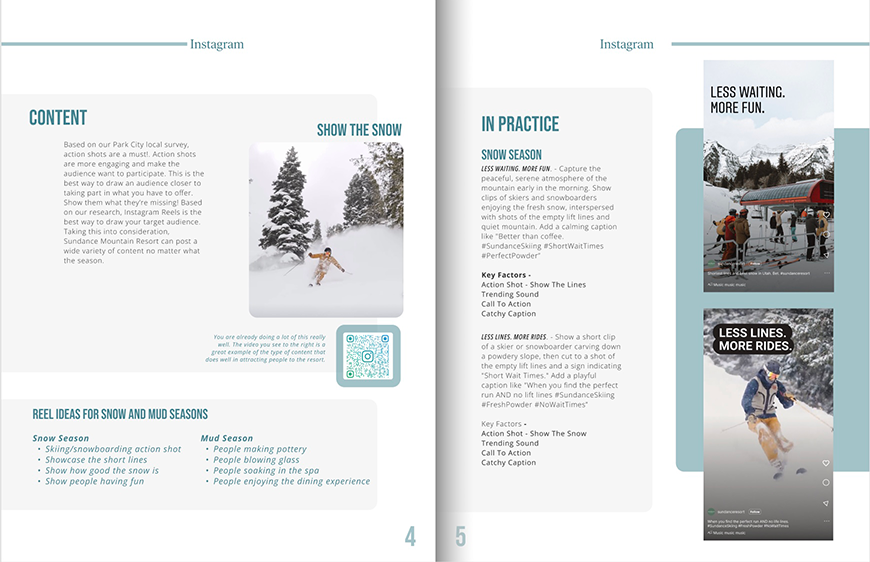 Instagram
CONTENT
Based on our Park City local survey,
action shots are a must!. Action shots
are more engaging and make the
audience want to participate. This is the
best way to draw an audience closer to
taking part in what you have to offer.
Show them what they're missing! Based
on our research, Instagram Reels is the
best way to draw your target audience.
Taking this into consideration,
Sundance Mountain Resort can post a
wide variety of content no matter what
the season.
SHOW THE SNOW
You are already doing a lot of this really
well. The video you see to the right is a
great example of the type of content that
does well in attracting people to the resort.
REEL IDEAS FOR SNOW AND MUD SEASONS
Snow Season
• Skiing/snowboarding action shot
• Showcase the short lines
• Show how good the snow is
• Show people having fun
Mud Season
• People making pottery
• People blowing glass
• People soaking in the spa
• People enjoying the dining experience
4
Instagram
IN PRACTICE
SNOW SEASON
LESS WAITING. MORE FUN. - Capture the
peaceful, serene atmosphere of the
mountain early in the morning. Show
clips of skiers and snowboarders
enjoying the fresh snow, interspersed
with shots of the empty lift lines and
quiet mountain. Add a calming caption
like "Better than coffee.
#SundanceSkiing #ShortWaitTimes
#PerfectPowder"
Key Factors -
Action Shot - Show The Lines
Trending Sound
Call To Action
Catchy Caption
LESS LINES. MORE RIDES. - Show a short clip
of a skier or snowboarder carving down
a powdery slope, then cut to a shot of
the empty lift lines and a sign indicating
"Short Wait Times." Add a playful
caption like "When you find the perfect
run AND no lift lines #SundanceSkiing
#FreshPowder #NoWaitTimes"
Key Factors -
Action Shot - Show The Snow
Trending Sound
Call To Action
Catchy Caption
5
LESS WAITING.
MORE FUN.
Follow
Music music music
LESS LINES.
MORE RIDES.
sundanceresort Follow
When you find the perfect run AND no lift lines.
#SundanceSkiing #FreshPowder #NoWaitTimes
Music music music